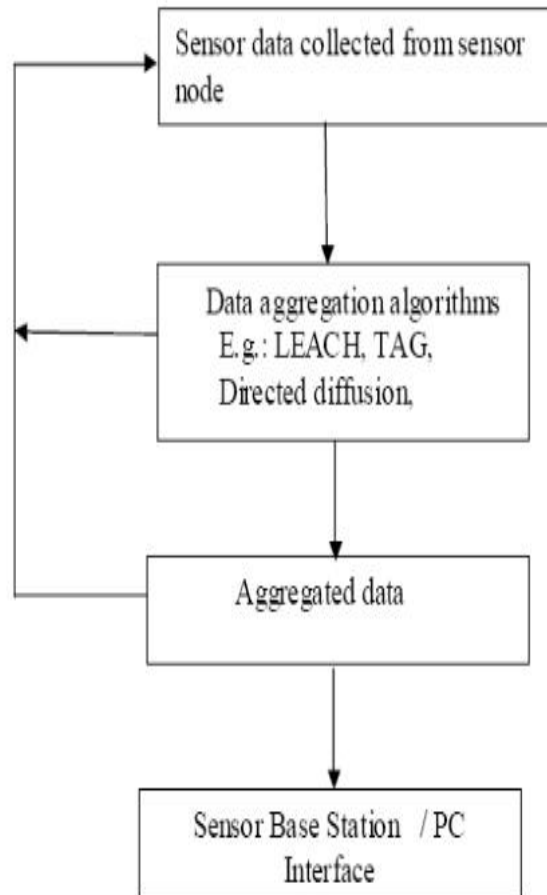 Sensor data collected from sensor
node
Data aggregation algorithms
E.g.: LEACH, TAG,
Directed diffusion,
Aggregated data
Sensor Base Station / PC
Interface